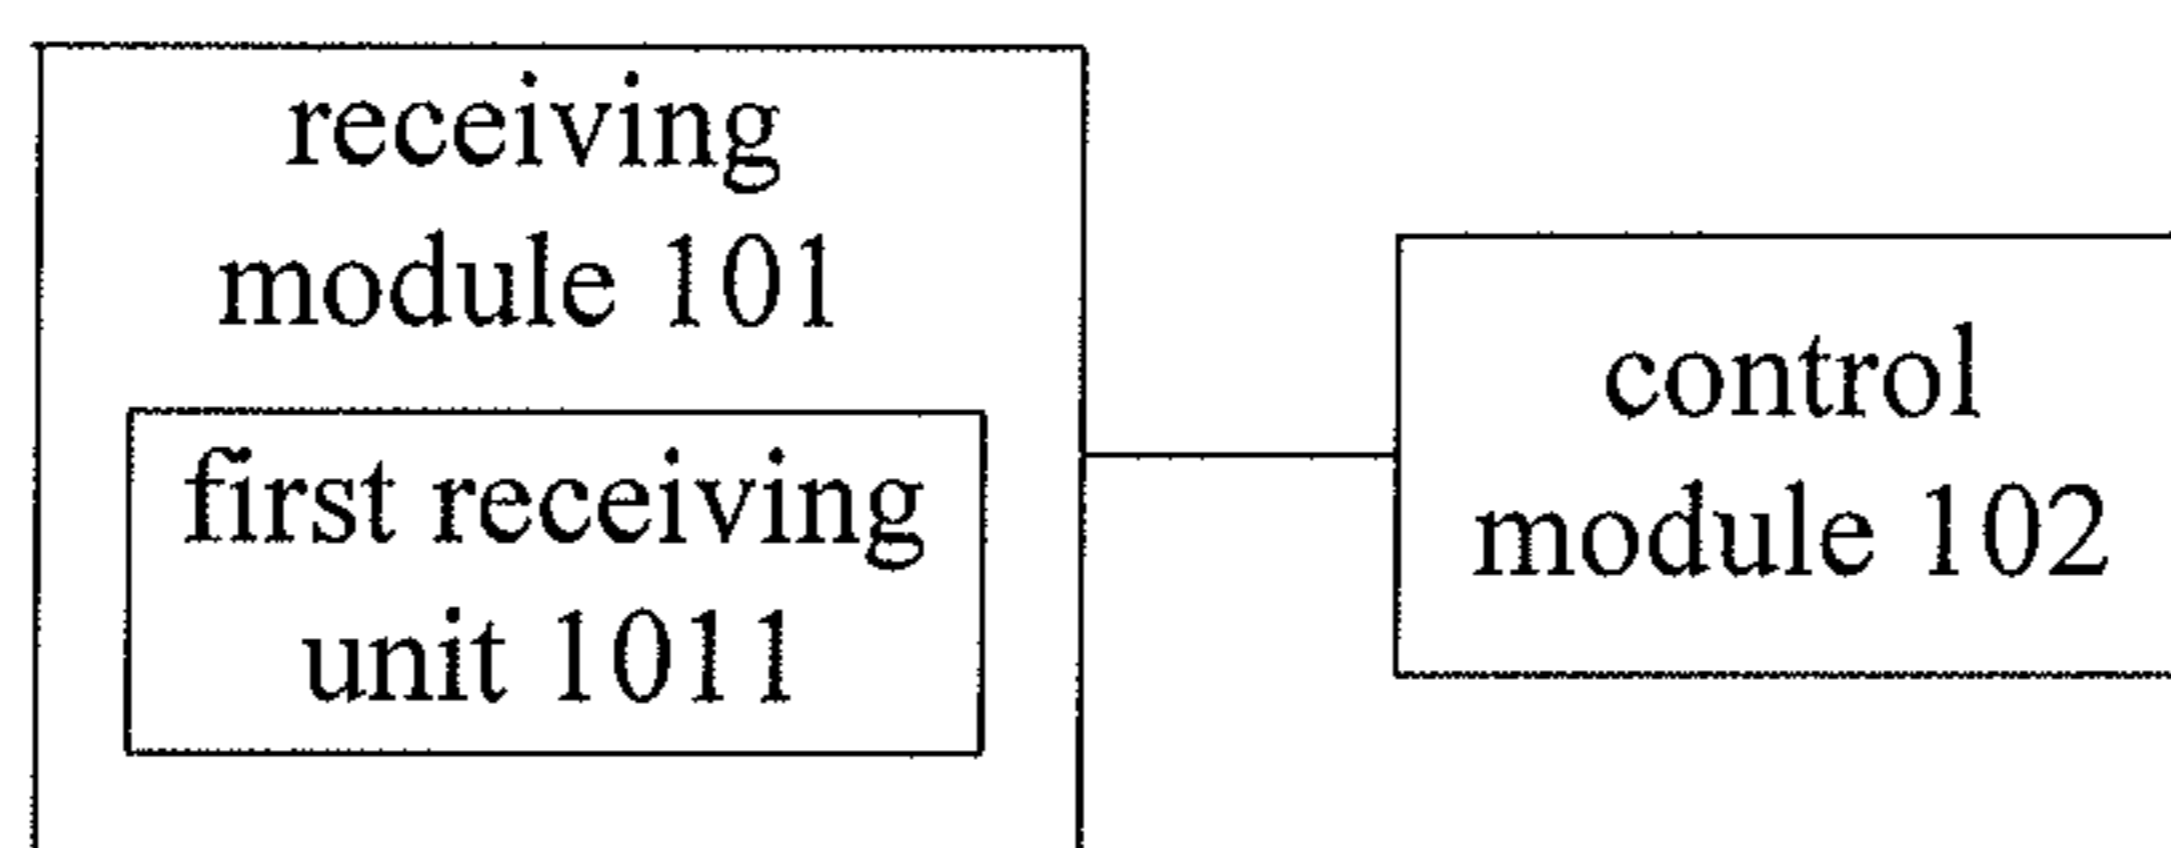 receiving
module 101
first receiving
unit 1011
control
module 102